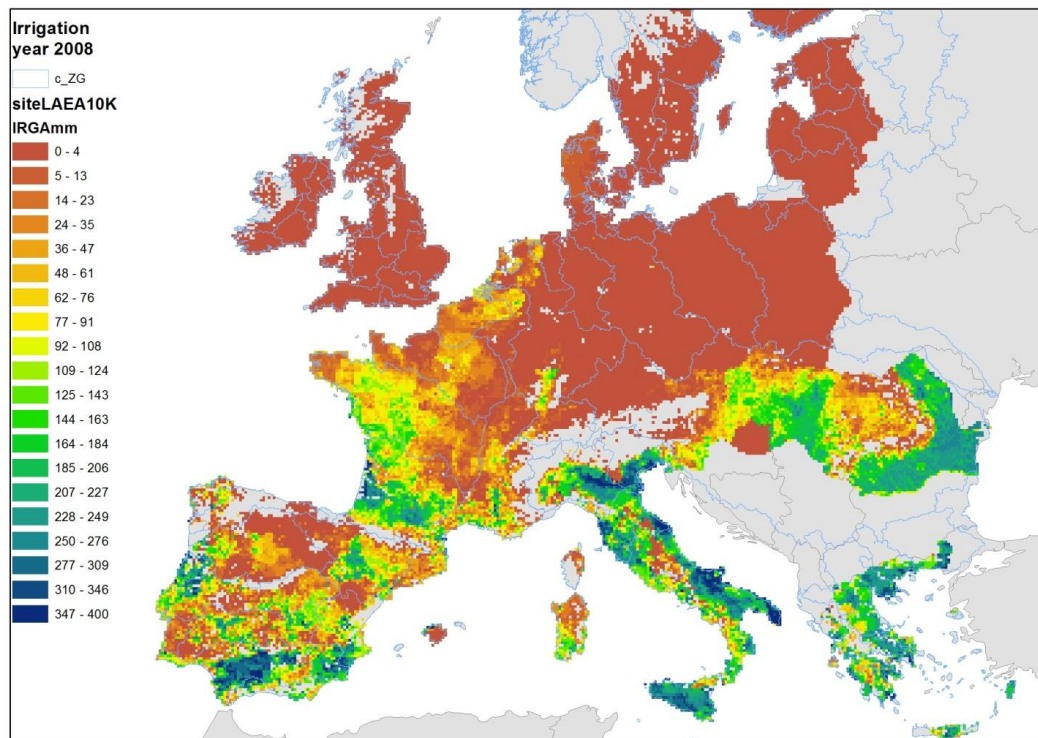 Irrigation
year 2008
c_ZG
siteLAEA10K
IRGAmm
0 - 4
5 - 13
14 - 23
24 - 35
36 - 47
48 - 61
62 - 76
77 - 91
92 - 108
109 - 124
125 - 143
144 - 163
164 - 184
185 - 206
207 - 227
228 - 249
250 - 276
277 - 309
310 - 346
347 - 400